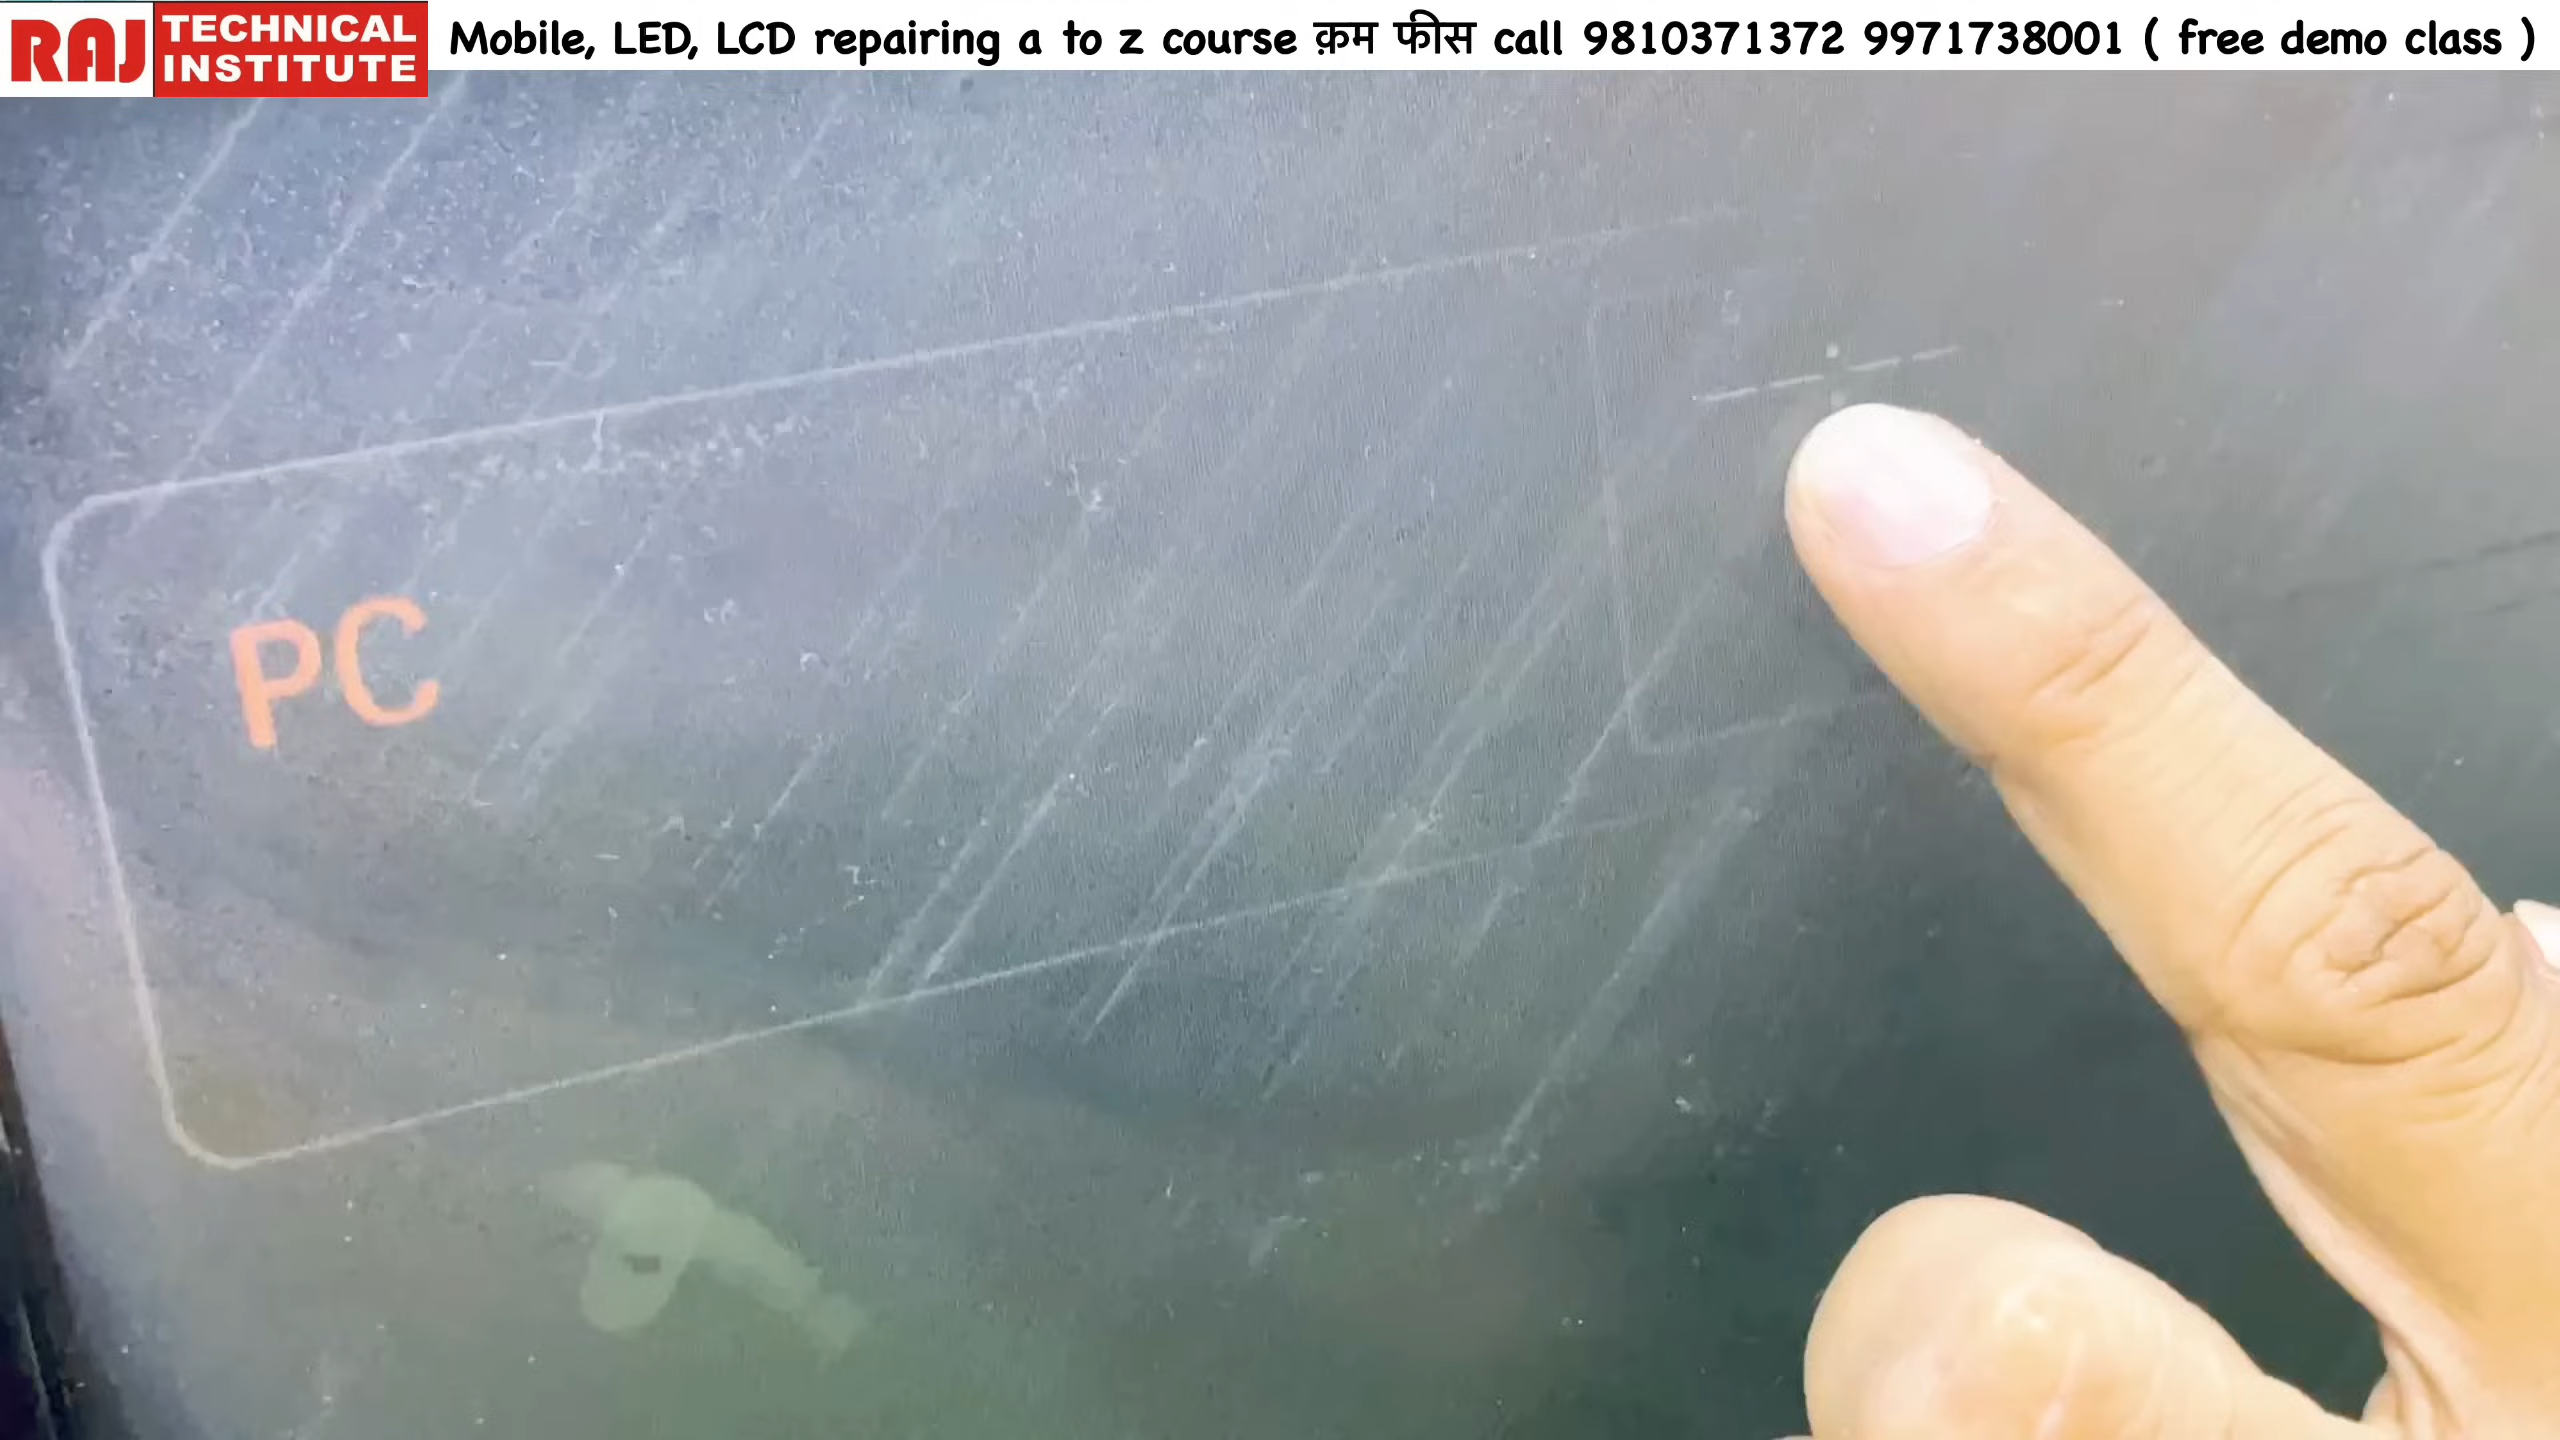 RAJ TECHNICAL INSTITUTE
Mobile, LED, LCD repairing a to z course क़म फीस call 9810371372 9971738001 ( free demo class )
PC
--:--